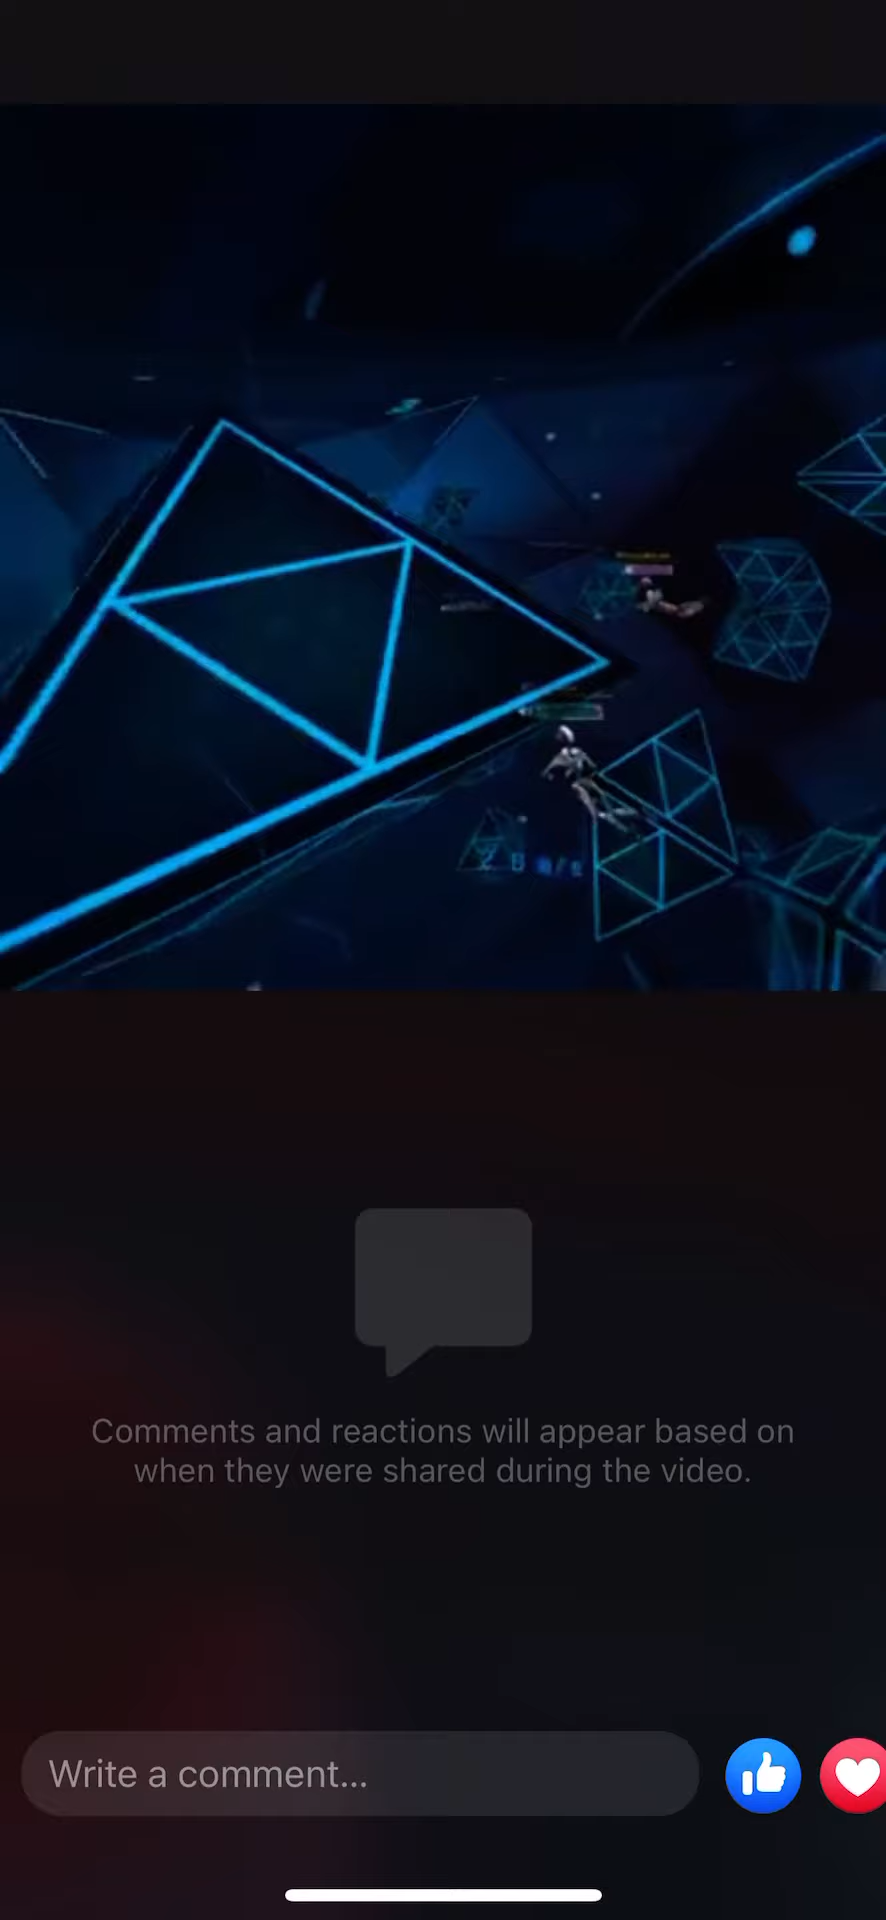 Comments and reactions will appear based on
when they were shared during the video.
Write a comment...